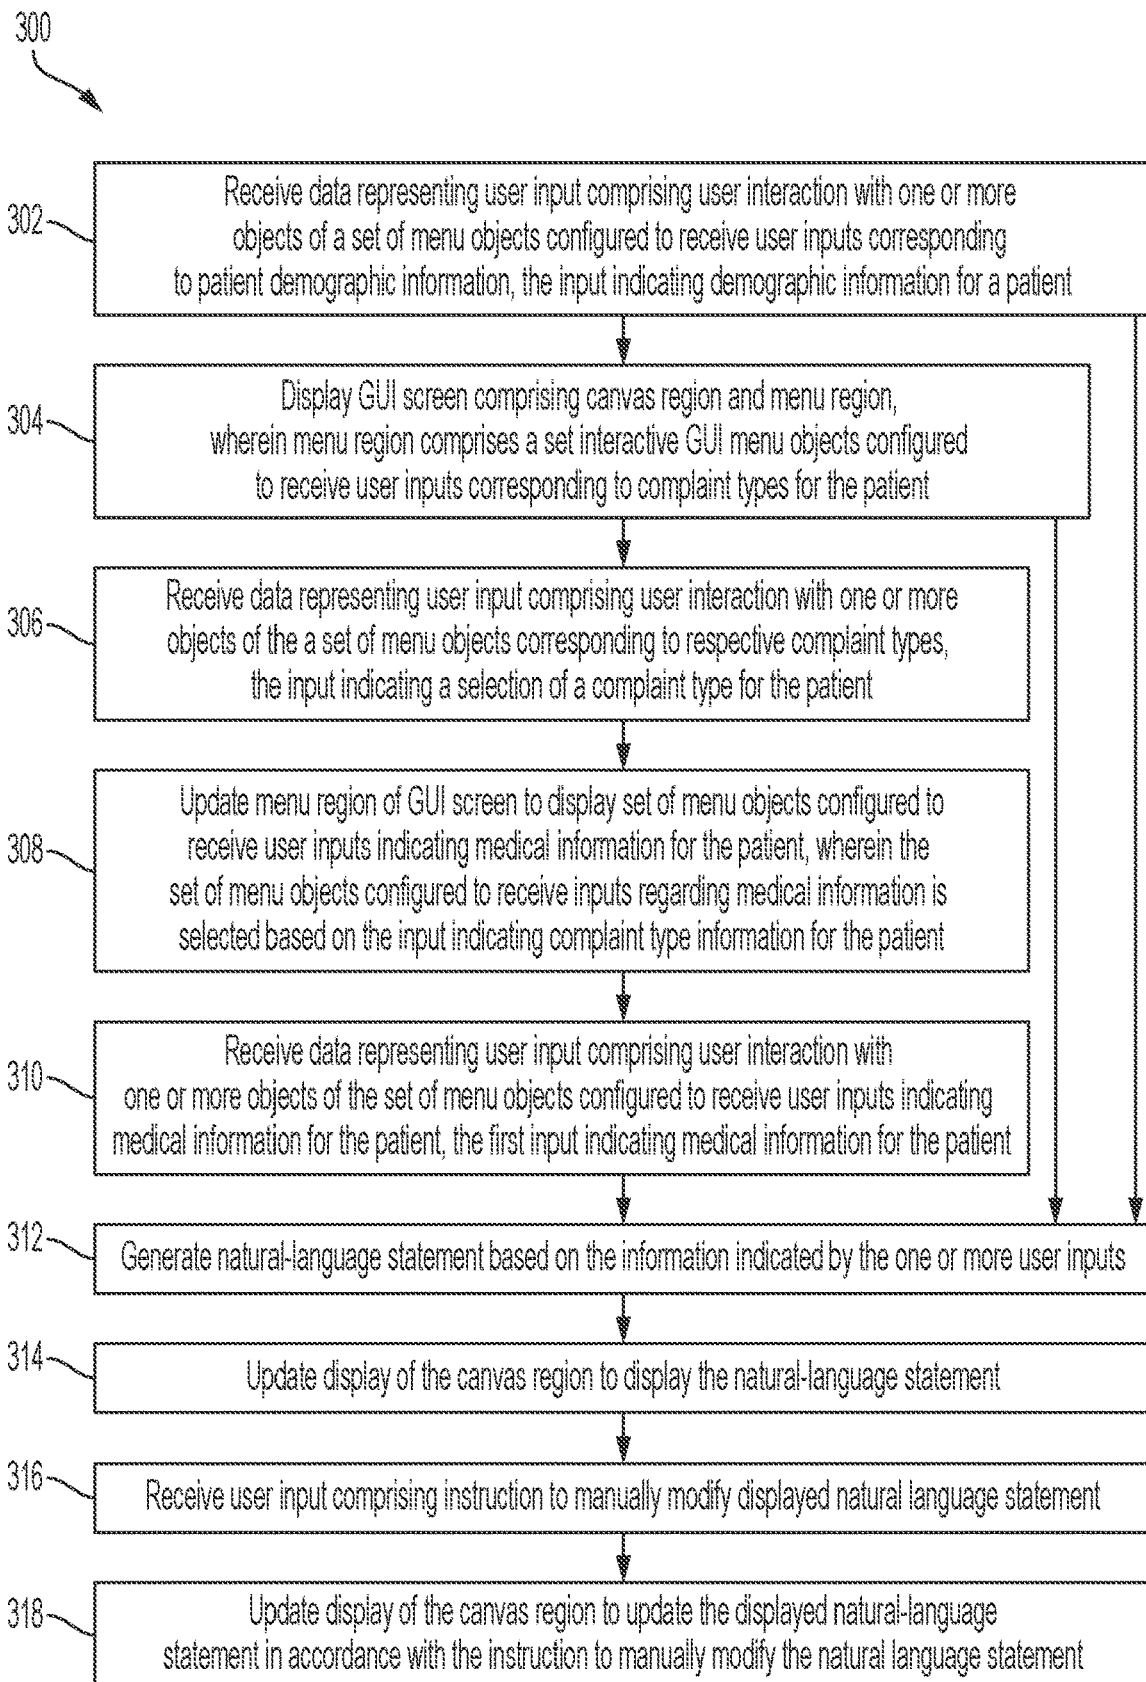 300
302
Receive data representing user input comprising user interaction with one or more
objects of a set of menu objects configured to receive user inputs corresponding
to patient demographic information, the input indicating demographic information for a patient
304
Display GUI screen comprising canvas region and menu region,
wherein menu region comprises a set interactive GUI menu objects configured
to receive user inputs corresponding to complaint types for the patient
306
Receive data representing user input comprising user interaction with one or more
objects of the a set of menu objects corresponding to respective complaint types,
the input indicating a selection of a complaint type for the patient
308
Update menu region of GUI screen to display set of menu objects configured to
receive user inputs indicating medical information for the patient, wherein the
set of menu objects configured to receive inputs regarding medical information is
selected based on the input indicating complaint type information for the patient
310
Receive data representing user input comprising user interaction with
one or more objects of the set of menu objects configured to receive user inputs indicating
medical information for the patient, the first input indicating medical information for the patient
312
Generate natural-language statement based on the information indicated by the one or more user inputs
314
Update display of the canvas region to display the natural-language statement
316
Receive user input comprising instruction to manually modify displayed natural language statement
318
Update display of the canvas region to update the displayed natural-language
statement in accordance with the instruction to manually modify the natural language statement